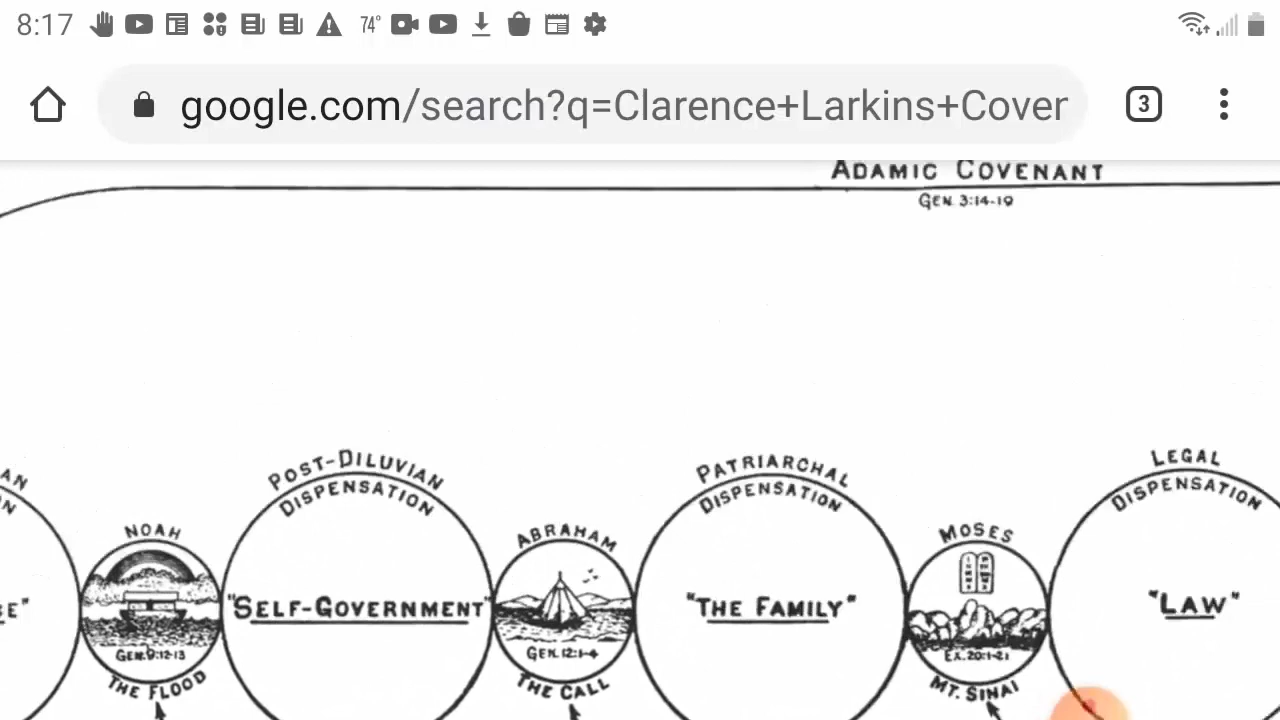 8:17 74°
google.com/search?q=Clarence+Larkins+Cover
3
ADAMIC COVENANT
GEN. 3:14-19
AN
ON
E"
NOAH
GEN. 9:12-13
THE FLOOD
POST-DILUVIAN
DISPENSATION
"SELF-GOVERNMENT"
ABRAHAM
GEN. 12:1-4
THE CALL
PATRIARCHAL
DISPENSATION
"THE FAMILY"
MOSES
EX. 20:1-21
MT. SINAI
LEGAL
DISPENSATION
"LAW"